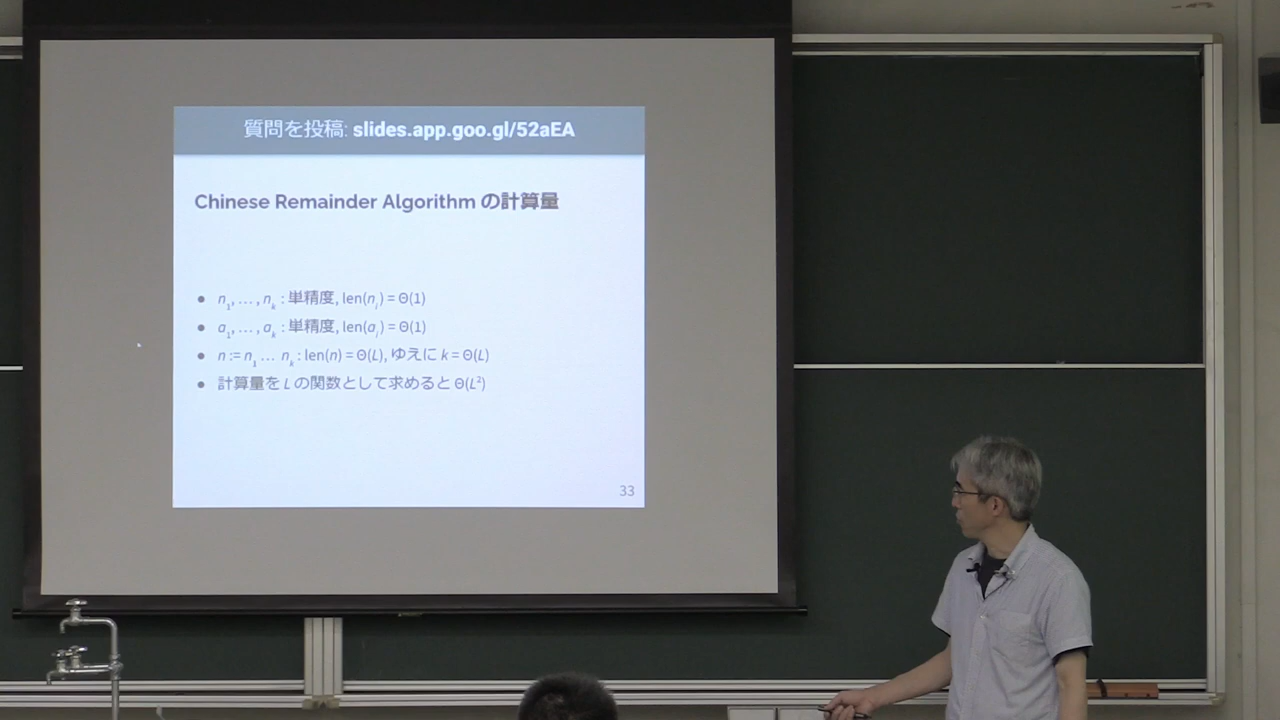 質問を投稿: slides.app.goo.gl/52aEA
Chinese Remainder Algorithm の計算量
● n₁, … , nₖ : 単精度, len(nᵢ) = Θ(1)
● a₁, … , aₖ : 単精度, len(aᵢ) = Θ(1)
● n := n₁ … nₖ : len(n) = Θ(L), ゆえに k = Θ(L)
● 計算量を L の関数として求めると Θ(L²)
33